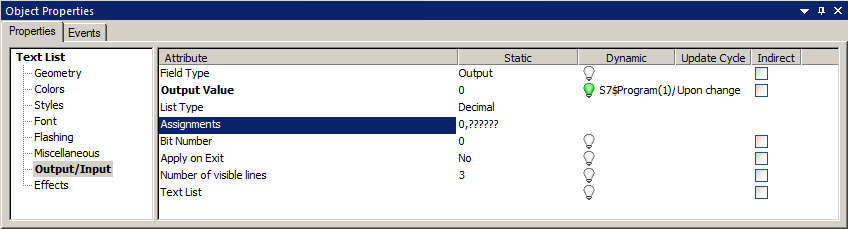 Object Properties
Properties Events
Text List
Geometry
Colors
Styles
Font
Flashing
Miscellaneous
Output/Input
Effects
Attribute Static Dynamic Update Cycle Indirect
Field Type Output
Output Value 0 S7$Program(1)/ Upon change
List Type Decimal
Assignments 0,??????
Bit Number 0
Apply on Exit No
Number of visible lines 3
Text List